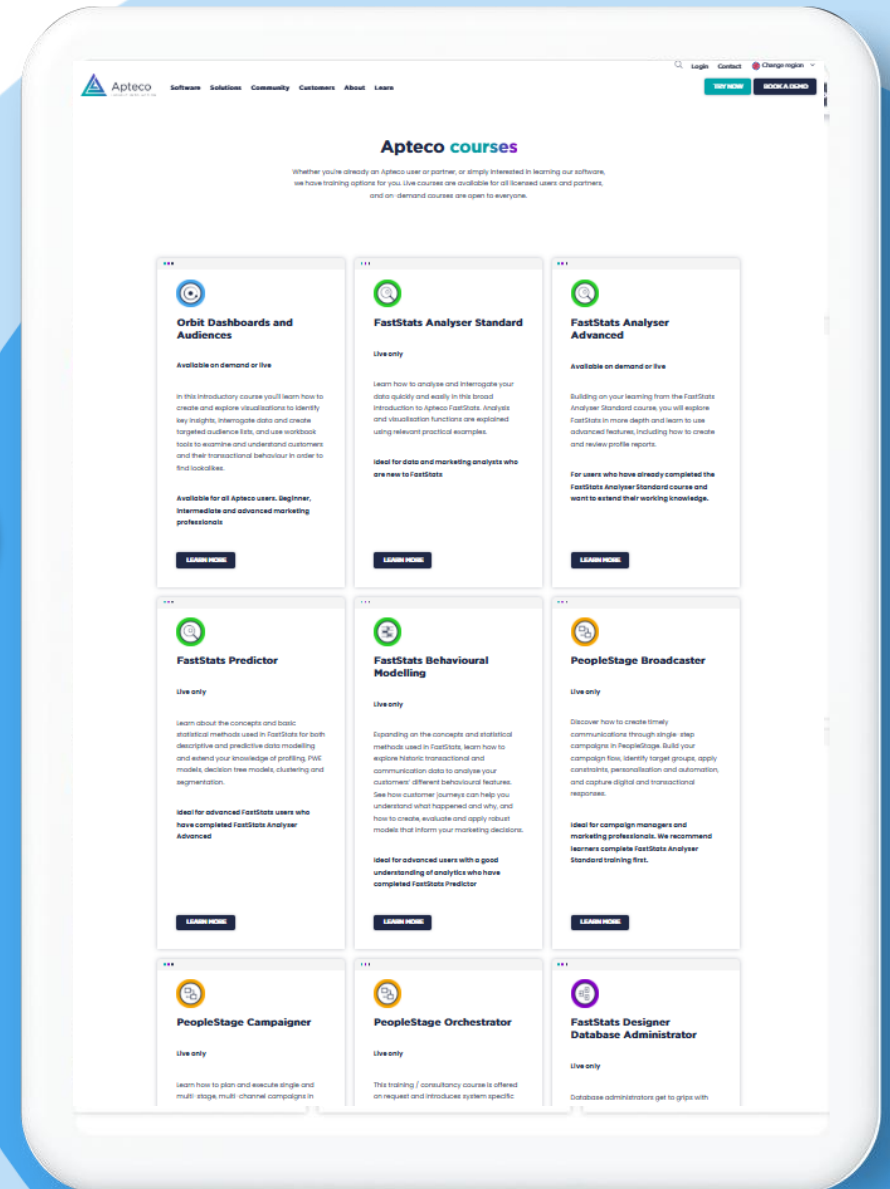 Login Contact Change region
Apteco
Software Solutions Community Customers About Learn
TRY NOW BOOK A DEMO
Apteco courses
Whether you're already an Apteco user or partner, or simply interested in learning our software,
we have training options for you. Live courses are available for all licensed users and partners,
and on-demand courses are open to everyone.
Orbit Dashboards and
Audiences
Available on demand or live
In this introductory course you'll learn how to
create and explore visualisations to identify
key insights, interrogate data and create
targeted audience lists, and use workbook
tools to examine and understand customers
and their transactional behaviour in order to
find lookalikes.
Available for all Apteco users. Beginner,
intermediate and advanced marketing
professionals
LEARN MORE
FastStats Analyser Standard
Live only
Learn how to analyse and interrogate your
data quickly and easily in this broad
introduction to Apteco FastStats. Analysis
and visualisation functions are explained
using relevant practical examples.
Ideal for data and marketing analysts who
are new to FastStats
LEARN MORE
FastStats Analyser
Advanced
Available on demand or live
Building on your learning from the FastStats
Analyser Standard course, you will explore
FastStats in more depth and learn to use
advanced features, including how to create
and review profile reports.
For users who have already completed the
FastStats Analyser Standard course and
want to extend their working knowledge.
LEARN MORE
FastStats Predictor
Live only
Learn about the concepts and basic
statistical methods used in FastStats for both
descriptive and predictive data modelling
and extend your knowledge of profiling, PWE
models, decision tree models, clustering and
segmentation.
Ideal for advanced FastStats users who
have completed FastStats Analyser
Advanced
LEARN MORE
FastStats Behavioural
Modelling
Live only
Expanding on the concepts and statistical
methods used in FastStats, learn how to
explore historic transactional and
communication data to analyse your
customers' different behavioural features.
See how customer journeys can help you
understand what happened and why, and
how to create, evaluate and apply robust
models that inform your marketing decisions.
Ideal for advanced users with a good
understanding of analytics who have
completed FastStats Predictor
LEARN MORE
PeopleStage Broadcaster
Live only
Discover how to create timely
communications through single-step
campaigns in PeopleStage. Build your
campaign flow, identify target groups, apply
constraints, personalisation and automation,
and capture digital and transactional
responses.
Ideal for campaign managers and
marketing professionals. We recommend
learners complete FastStats Analyser
Standard training first.
LEARN MORE
PeopleStage Campaigner
Live only
Learn how to plan and execute single and
multi-stage, multi-channel campaigns in
PeopleStage Orchestrator
Live only
This training / consultancy course is offered
on request and introduces system specific
FastStats Designer
Database Administrator
Live only
Database administrators get to grips with